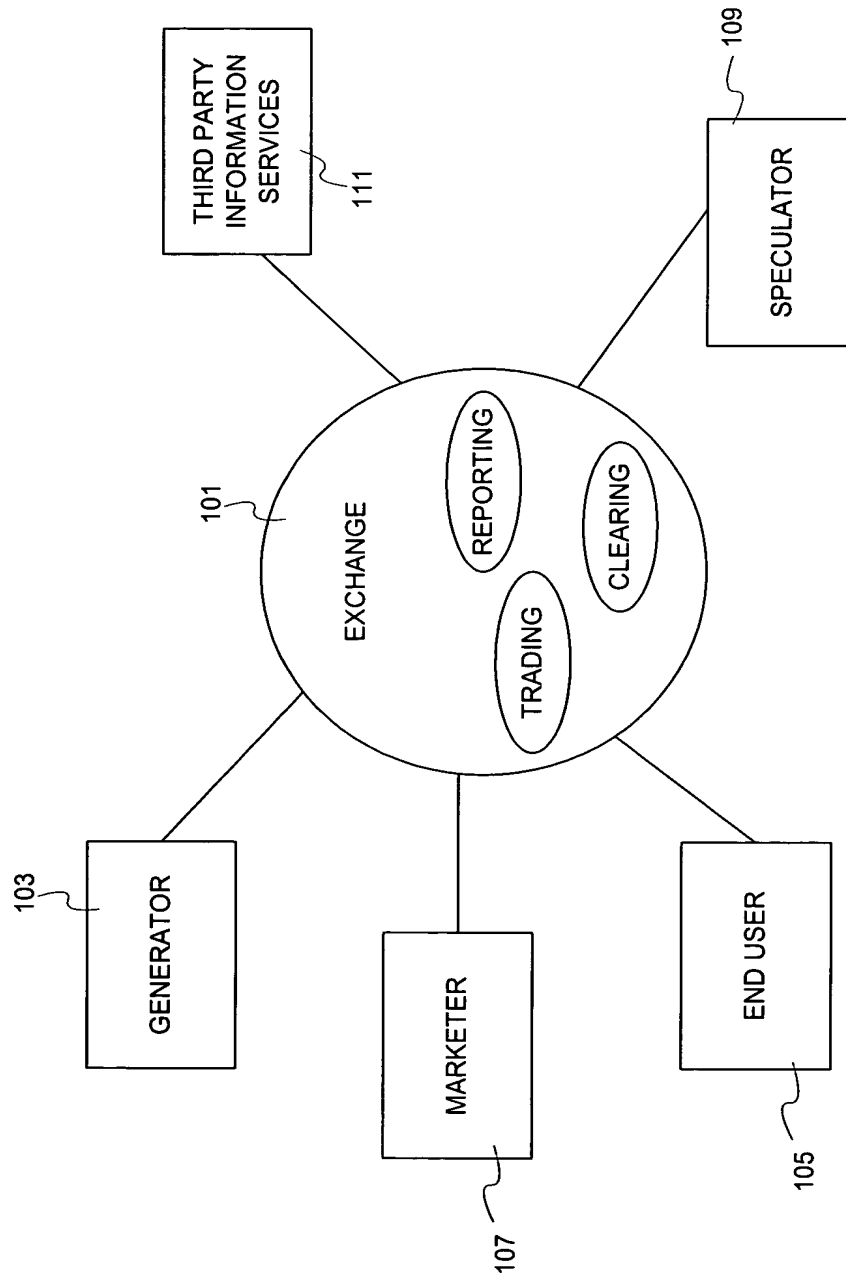 103
GENERATOR
MARKETER
107
END USER
105
101
EXCHANGE
TRADING
REPORTING
CLEARING
THIRD PARTY
INFORMATION
SERVICES
111
109
SPECULATOR